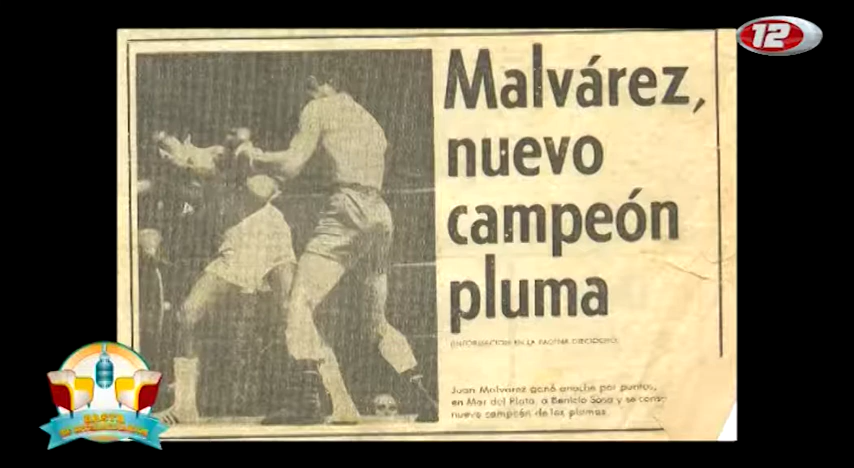 12
Malvárez,
nuevo
campeón
pluma
(INFORMACION EN LA PAGINA DIECIOCHO)
Juan Malvárez ganó anoche por puntos,
en Mar del Plata, a Benicio Sosa y se
nuevo campeón de los plumas.